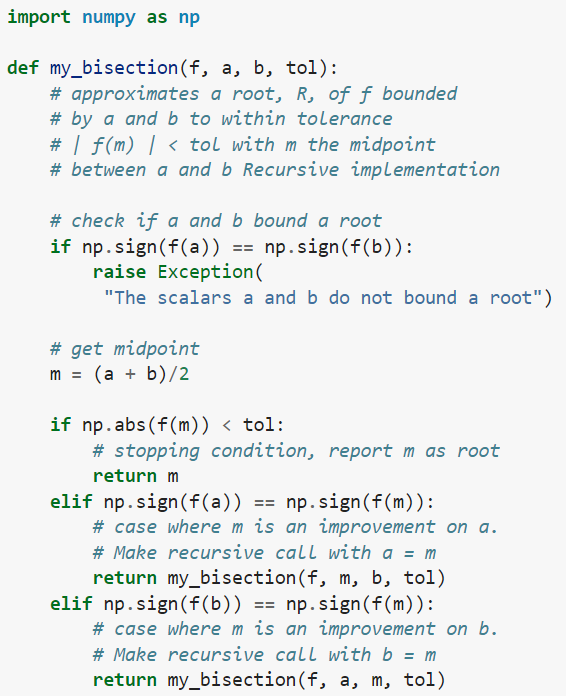 import numpy as np

def my_bisection(f, a, b, tol):
    # approximates a root, R, of f bounded
    # by a and b to within tolerance
    # | f(m) | < tol with m the midpoint
    # between a and b Recursive implementation

    # check if a and b bound a root
    if np.sign(f(a)) == np.sign(f(b)):
        raise Exception(
         "The scalars a and b do not bound a root")

    # get midpoint
    m = (a + b)/2

    if np.abs(f(m)) < tol:
        # stopping condition, report m as root
        return m
    elif np.sign(f(a)) == np.sign(f(m)):
        # case where m is an improvement on a.
        # Make recursive call with a = m
        return my_bisection(f, m, b, tol)
    elif np.sign(f(b)) == np.sign(f(m)):
        # case where m is an improvement on b.
        # Make recursive call with b = m
        return my_bisection(f, a, m, tol)